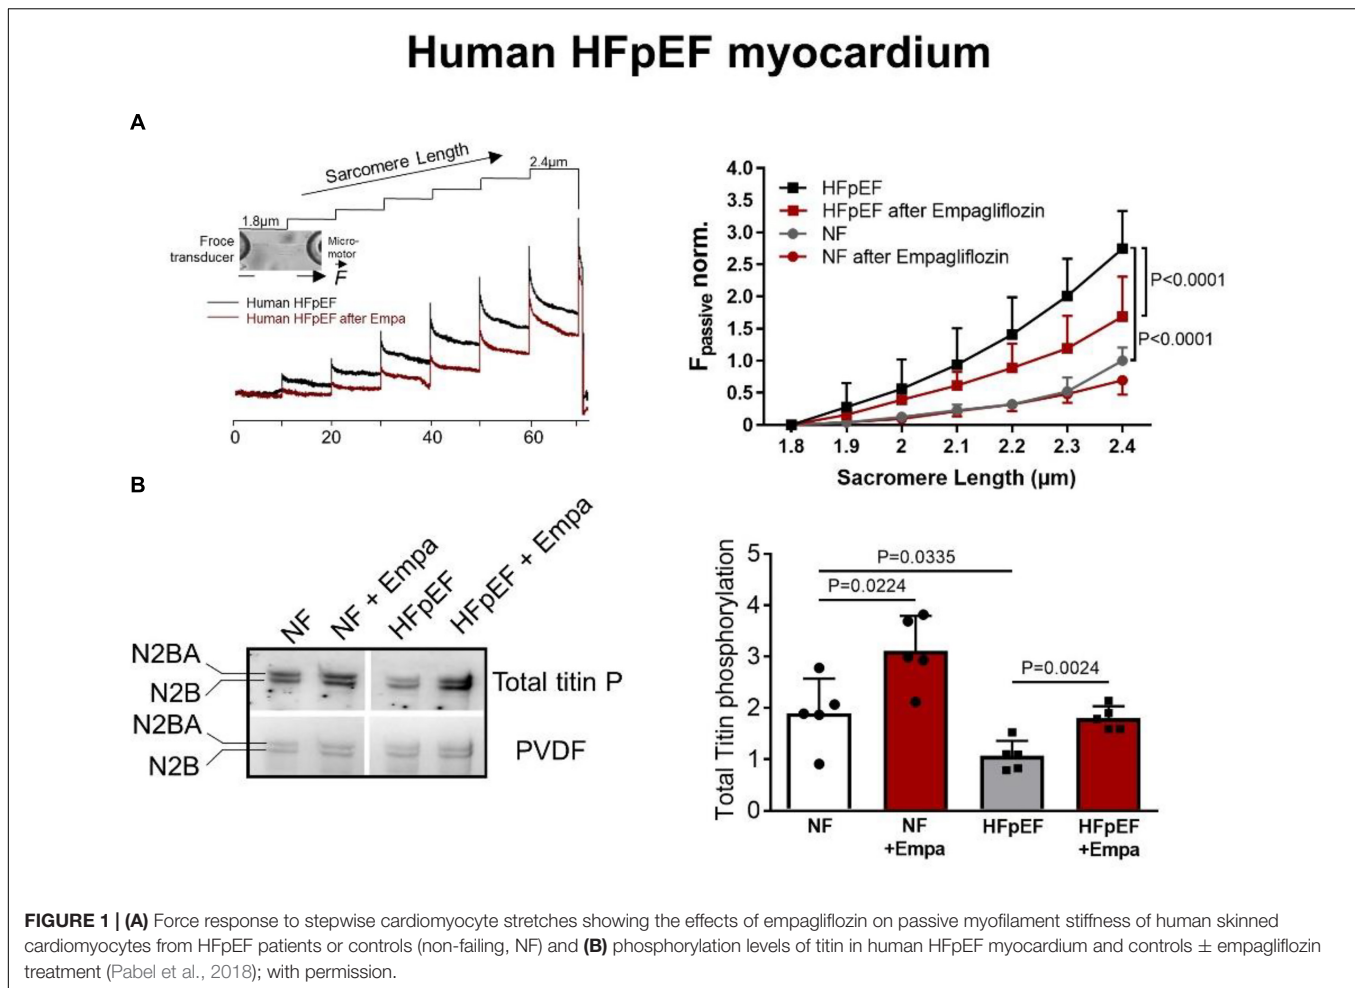 Human HFpEF myocardium
A
Sarcomere Length
2.4µm
1.8µm
Froce
transducer
Micro-
motor
F
Human HFpEF
Human HFpEF after Empa
0
20
40
60
4.0
3.5
3.0
2.5
2.0
1.5
1.0
0.5
0
Fpassive norm.
HFpEF
HFpEF after Empagliflozin
NF
NF after Empagliflozin
P<0.0001
P<0.0001
1.8
1.9
2
2.1
2.2
2.3
2.4
Sacromere Length (µm)
B
NF
NF + Empa
HFpEF
HFpEF + Empa
N2BA
N2B
Total titin P
N2BA
N2B
PVDF
Total Titin phosphorylation
5
4
3
2
1
0
P=0.0335
P=0.0224
P=0.0024
NF
NF
+Empa
HFpEF
HFpEF
+Empa
FIGURE 1 | (A) Force response to stepwise cardiomyocyte stretches showing the effects of empagliflozin on passive myofilament stiffness of human skinned
cardiomyocytes from HFpEF patients or controls (non-failing, NF) and (B) phosphorylation levels of titin in human HFpEF myocardium and controls ± empagliflozin
treatment (Pabel et al., 2018); with permission.